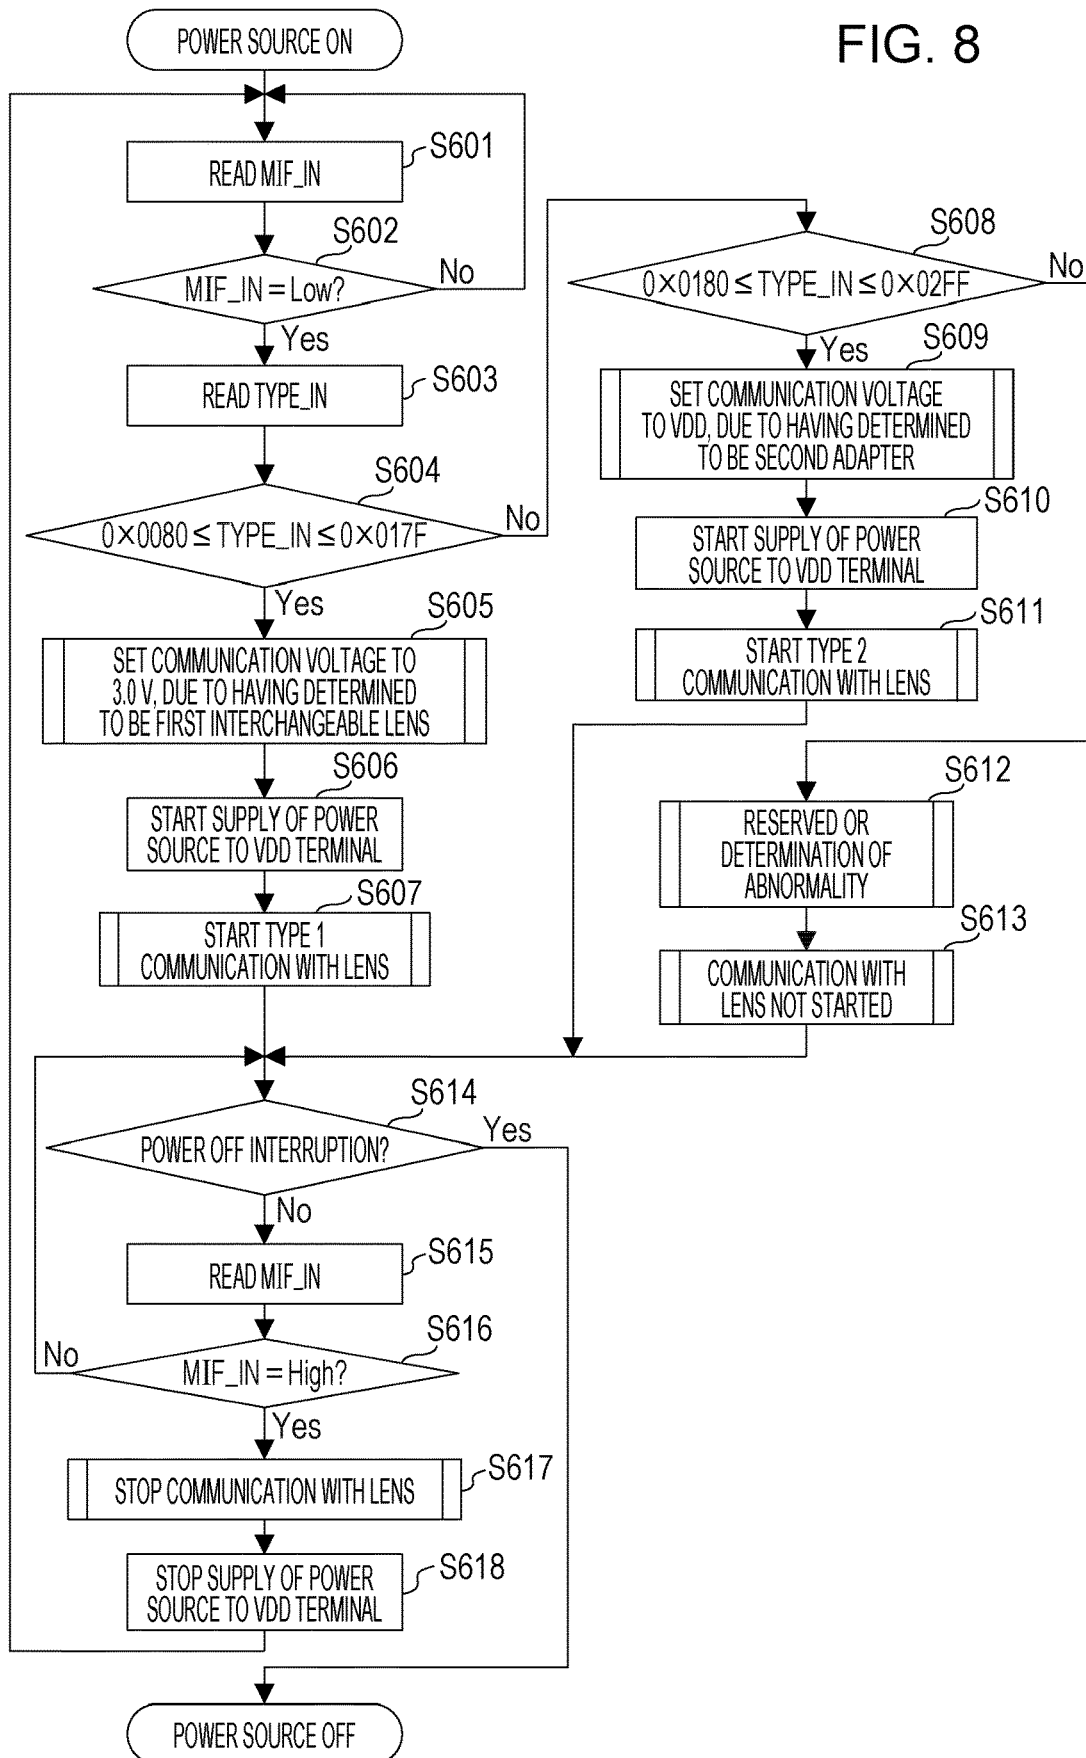 FIG. 8
POWER SOURCE ON
S601
READ MIF_IN
S602
MIF_IN = Low?
No
Yes
S603
READ TYPE_IN
S604
0×0080 ≤ TYPE_IN ≤ 0×017F
No
Yes
S605
SET COMMUNICATION VOLTAGE TO
3.0 V, DUE TO HAVING DETERMINED
TO BE FIRST INTERCHANGEABLE LENS
S606
START SUPPLY OF POWER
SOURCE TO VDD TERMINAL
S607
START TYPE 1
COMMUNICATION WITH LENS
S608
0×0180 ≤ TYPE_IN ≤ 0×02FF
No
Yes
S609
SET COMMUNICATION VOLTAGE
TO VDD, DUE TO HAVING DETERMINED
TO BE SECOND ADAPTER
S610
START SUPPLY OF POWER
SOURCE TO VDD TERMINAL
S611
START TYPE 2
COMMUNICATION WITH LENS
S612
RESERVED OR
DETERMINATION OF
ABNORMALITY
S613
COMMUNICATION WITH
LENS NOT STARTED
S614
POWER OFF INTERRUPTION?
Yes
No
S615
READ MIF_IN
S616
MIF_IN = High?
No
Yes
S617
STOP COMMUNICATION WITH LENS
S618
STOP SUPPLY OF POWER
SOURCE TO VDD TERMINAL
POWER SOURCE OFF